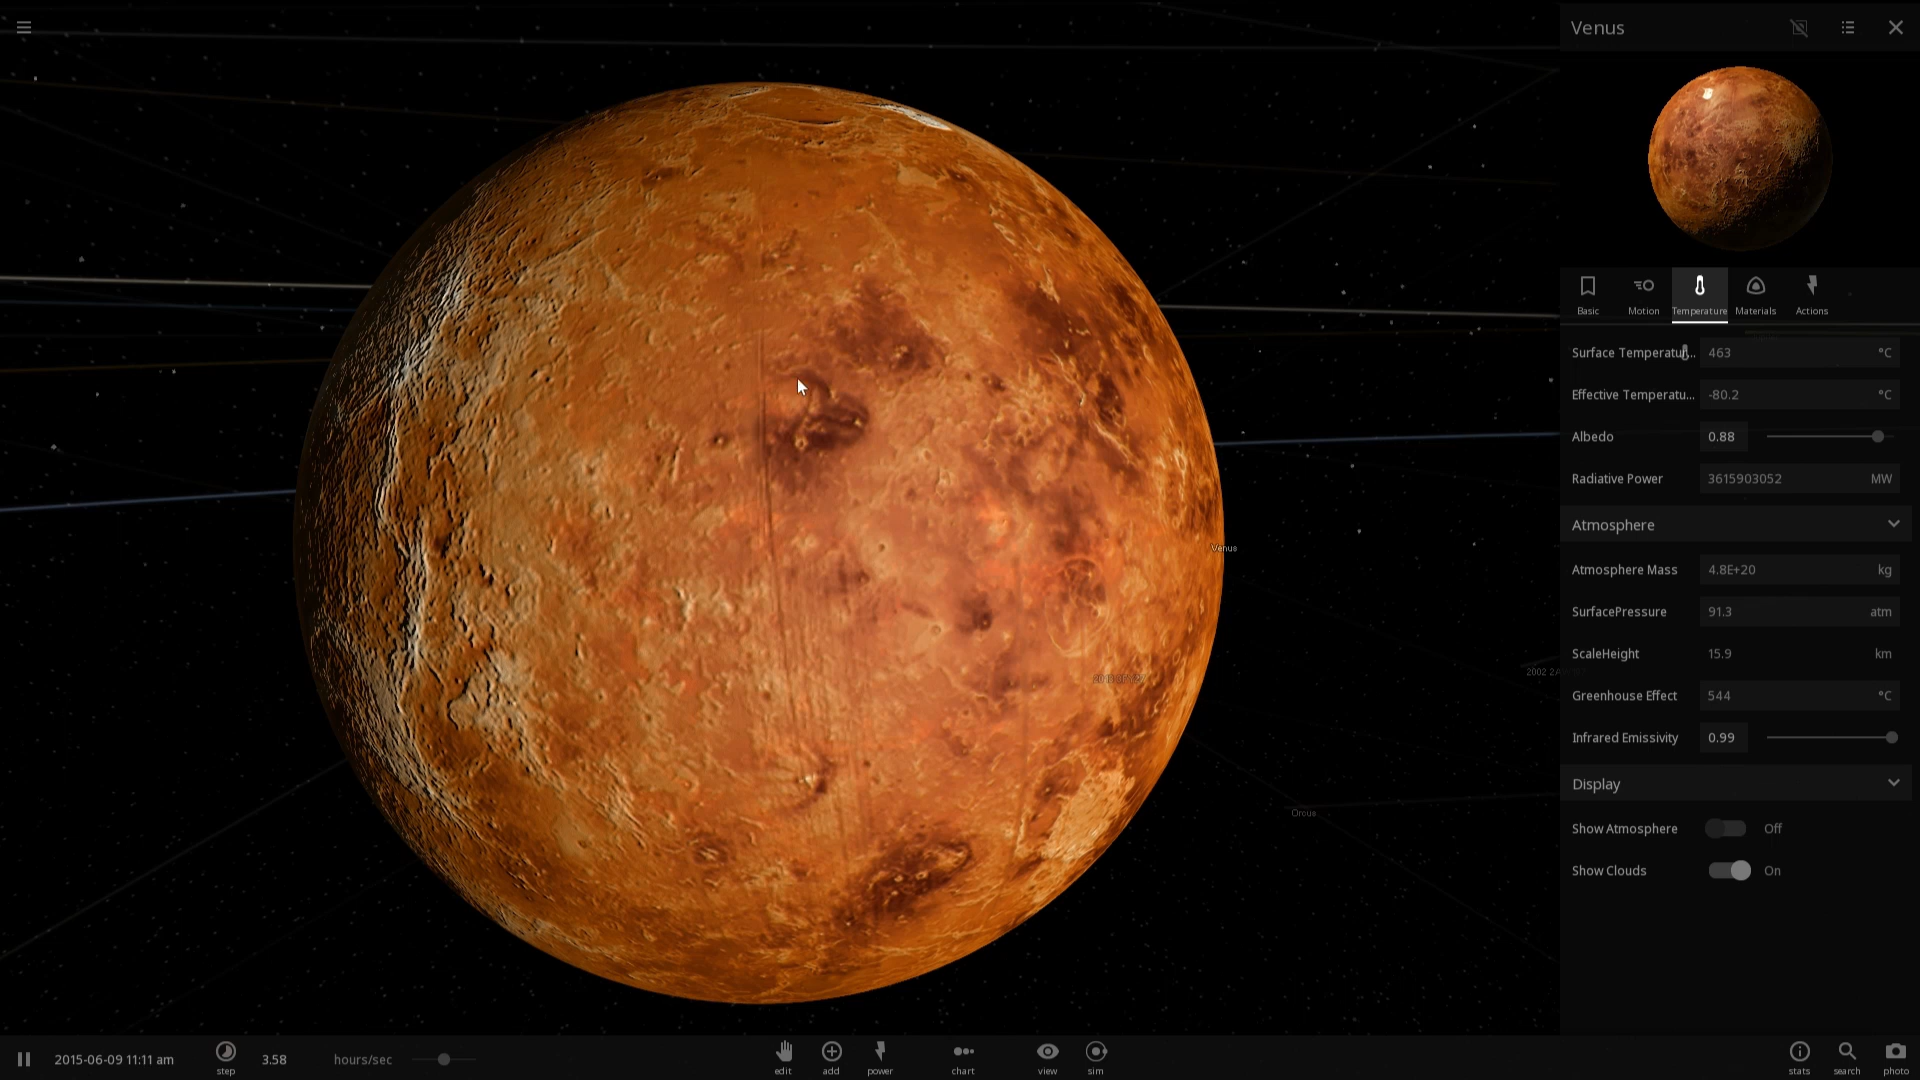 Venus
Basic
Motion
Temperature
Materials
Actions
Surface Temperatur... 463 °C
Effective Temperatu... -80.2 °C
Albedo 0.88
Radiative Power 3615903052 MW
Atmosphere
Atmosphere Mass 4.8E+20 kg
SurfacePressure 91.3 atm
ScaleHeight 15.9 km
Greenhouse Effect 544 °C
Infrared Emissivity 0.99
Display
Show Atmosphere Off
Show Clouds On
Venus
2002
Orcus
2015-06-09 11:11 am
step
3.58 hours/sec
edit
add
power
chart
view
sim
stats
search
photo